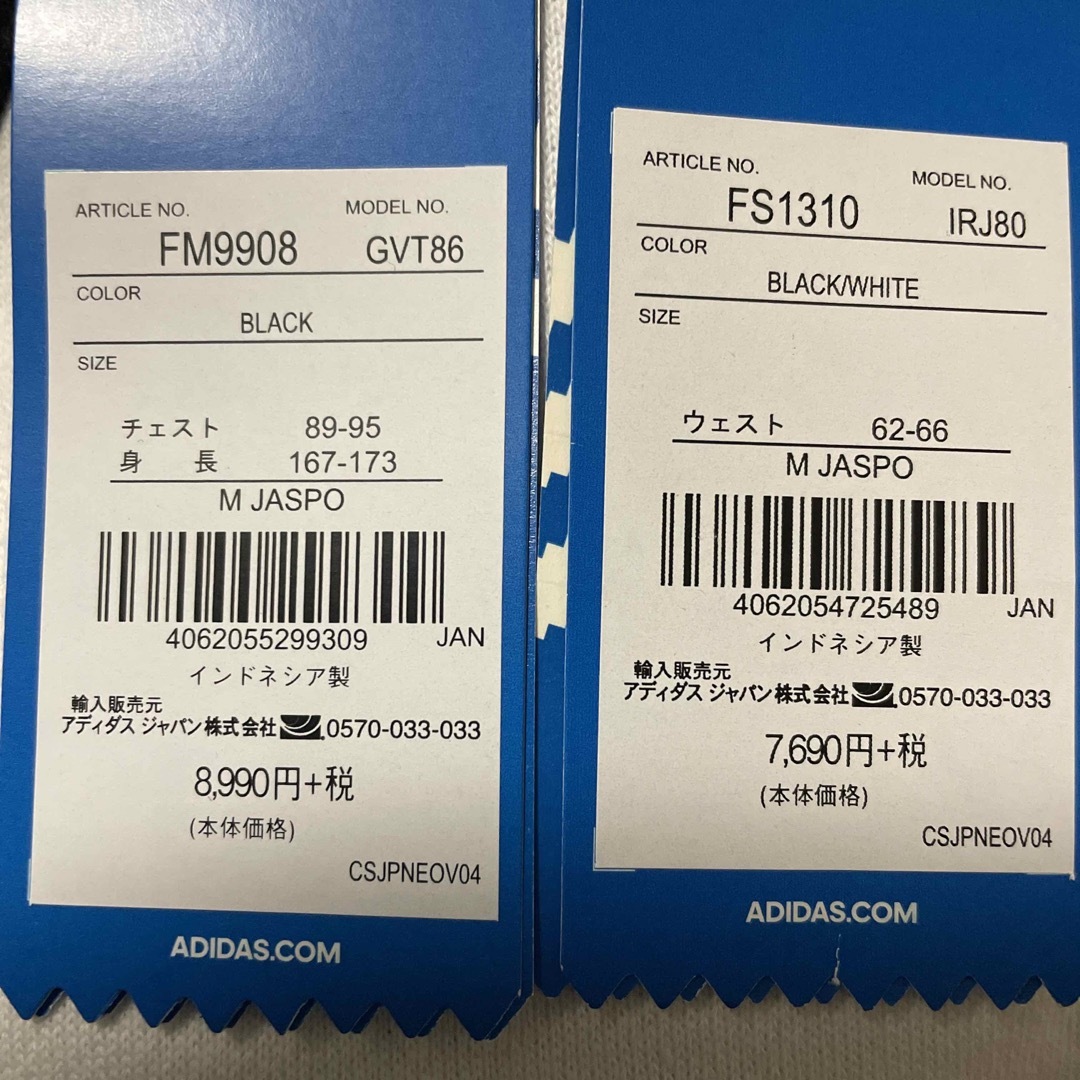 ARTICLE NO. MODEL NO.
FM9908 GVT86
COLOR
BLACK
SIZE
チェスト 89-95
身長 167-173
M JASPO
4062055299309 JAN
インドネシア製
輸入販売元
アディダス ジャパン株式会社 0570-033-033
8,990円+税
(本体価格)
CSJPNEOV04
ADIDAS.COM
ARTICLE NO. MODEL NO.
FS1310 IRJ80
COLOR
BLACK/WHITE
SIZE
ウェスト 62-66
M JASPO
4062054725489 JAN
インドネシア製
輸入販売元
アディダス ジャパン株式会社 0570-033-033
7,690円+税
(本体価格)
CSJPNEOV04
ADIDAS.COM